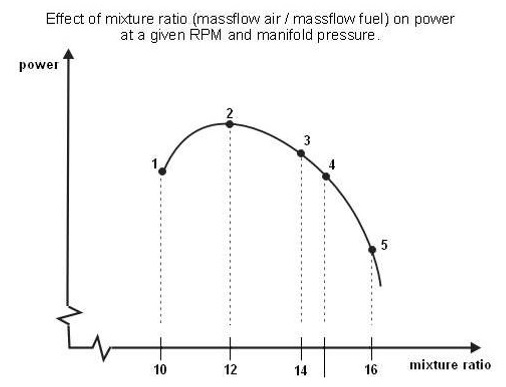 Effect of mixture ratio (massflow air / massflow fuel) on power
at a given RPM and manifold pressure.
power
2
3
1
4
5
10 12 14 16 mixture ratio